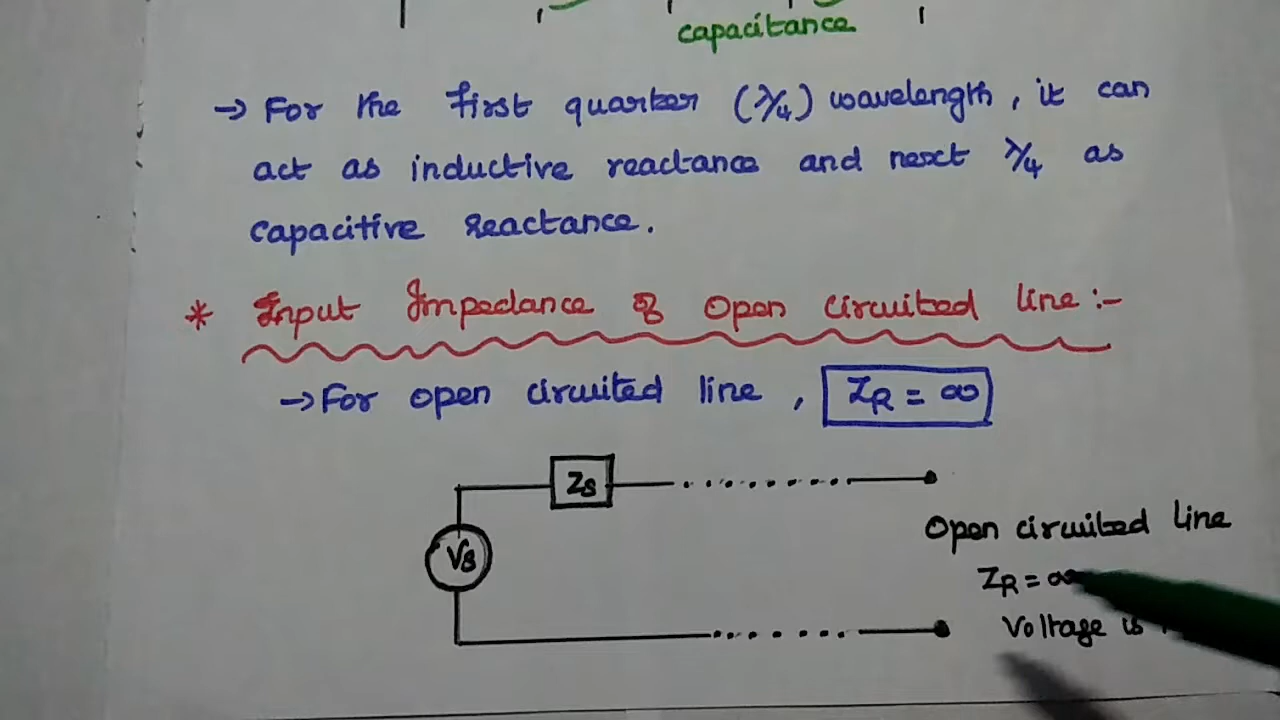 capacitance
→ For the first quarter (λ/4) wavelength, it can
act as inductive reactance and next λ/4 as
capacitive reactance.
* Input Impedance of Open circuited line :-
→ For open circuited line, ZR = ∞
ZS
VS
Open circuited line
ZR = ∞
Voltage is